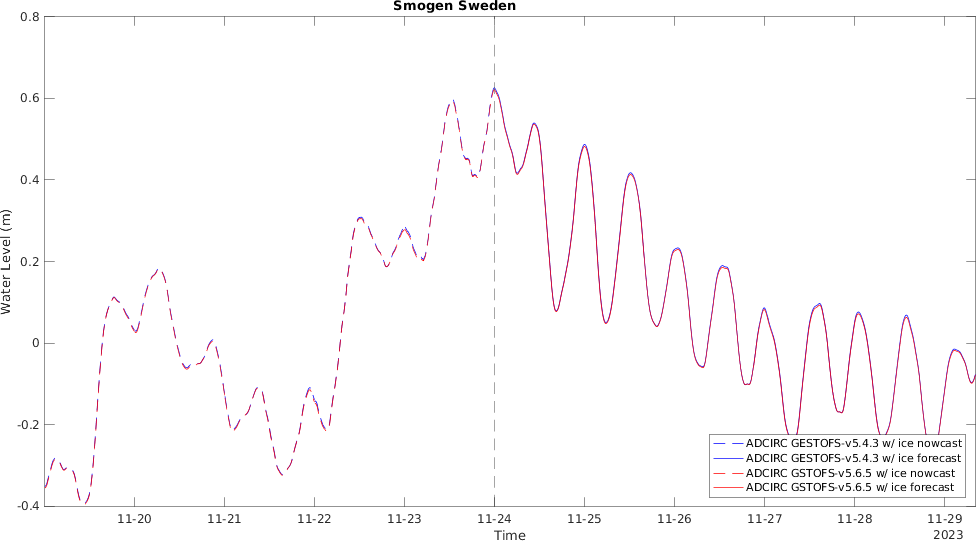 Smogen Sweden
0.8
0.6
0.4
0.2
0
-0.2
-0.4
Water Level (m)
11-20
11-21
11-22
11-23
11-24
11-25
11-26
11-27
11-28
11-29
2023
Time
ADCIRC GESTOFS-v5.4.3 w/ ice nowcast
ADCIRC GESTOFS-v5.4.3 w/ ice forecast
ADCIRC GSTOFS-v5.6.5 w/ ice nowcast
ADCIRC GSTOFS-v5.6.5 w/ ice forecast